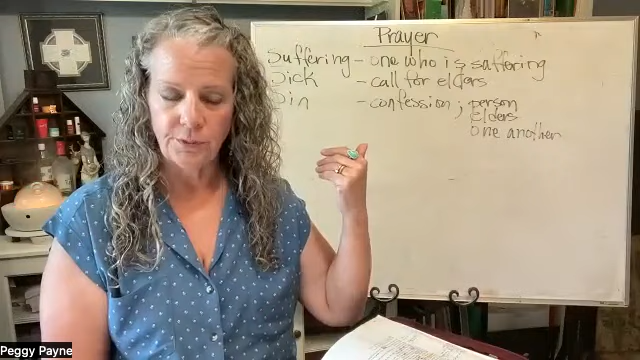 Prayer
Suffering - one who is suffering
Sick - call for elders
Sin - confession ; person
elders
one another
Peggy Payne